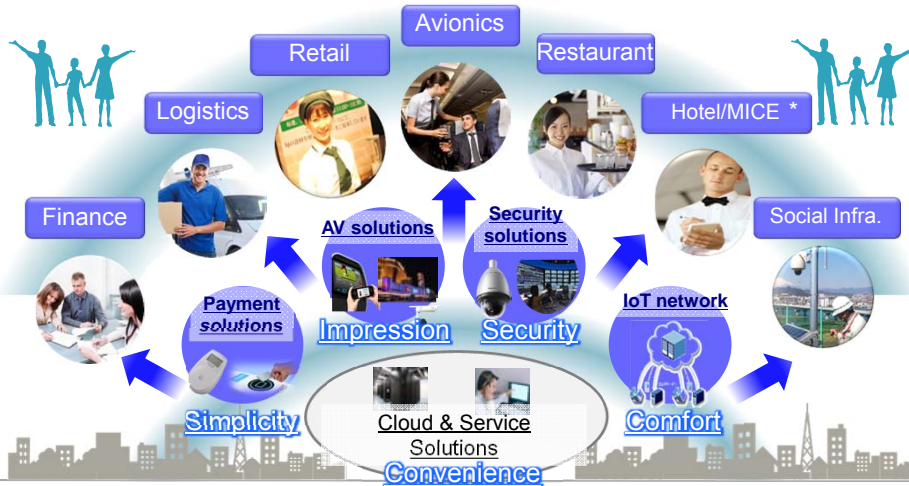 Avionics
Retail
Restaurant
Logistics
Hotel/MICE *
Finance
Social Infra.
AV solutions
Security
solutions
Payment
solutions
IoT network
Impression
Security
Simplicity
Comfort
Cloud & Service
Solutions
Convenience